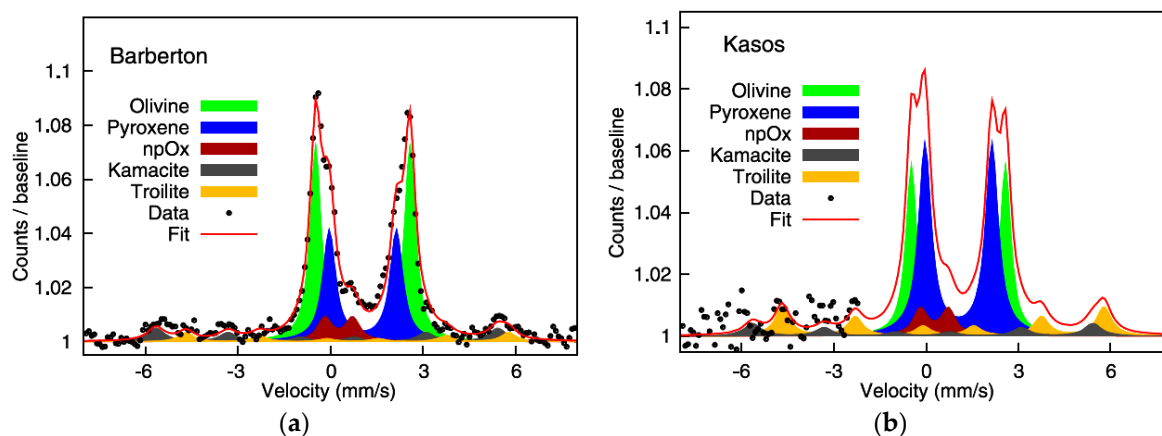 Barberton
Olivine
Pyroxene
npOx
Kamacite
Troilite
Data
Fit
Counts / baseline
1.1
1.08
1.06
1.04
1.02
1
-6
-3
0
3
6
Velocity (mm/s)
(a)
Kasos
Olivine
Pyroxene
npOx
Kamacite
Troilite
Data
Fit
Counts / baseline
1.1
1.08
1.06
1.04
1.02
1
-6
-3
0
3
6
Velocity (mm/s)
(b)